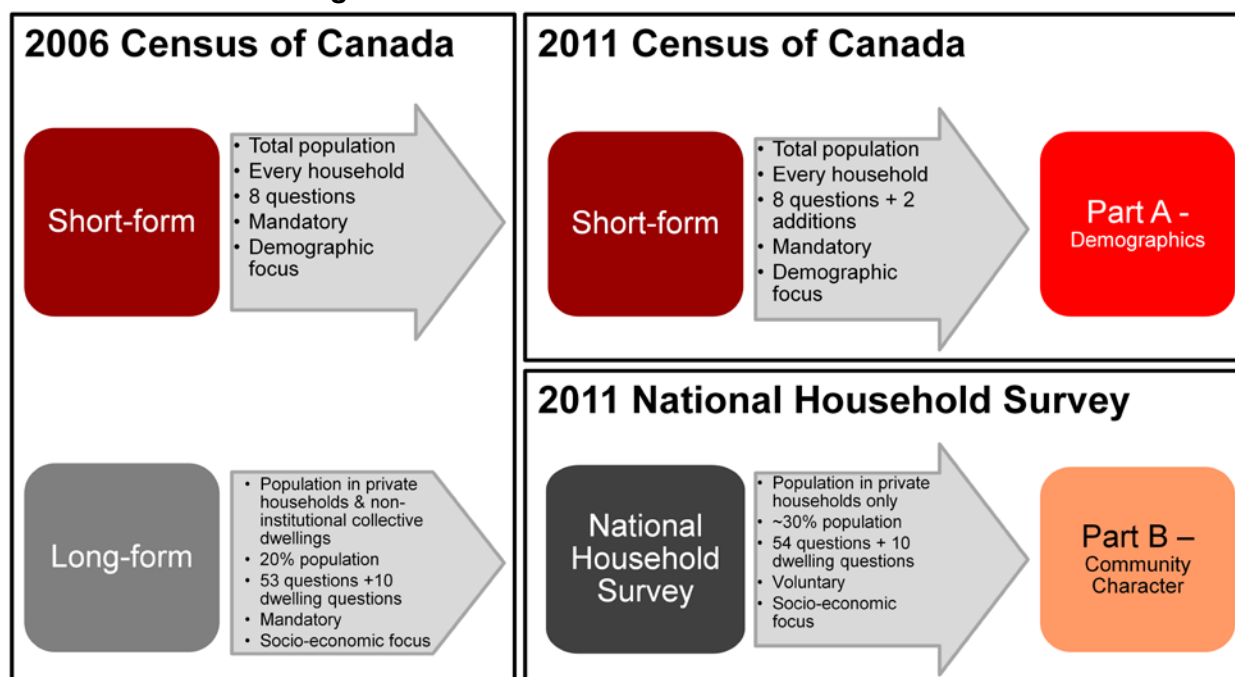 2006 Census of Canada
Short-form
• Total population
• Every household
• 8 questions
• Mandatory
• Demographic
focus
Long-form
• Population in private
households & non-
institutional collective
dwellings
• 20% population
• 53 questions +10
dwelling questions
• Mandatory
• Socio-economic focus
2011 Census of Canada
Short-form
• Total population
• Every household
• 8 questions + 2
additions
• Mandatory
• Demographic
focus
Part A -
Demographics
2011 National Household Survey
National
Household
Survey
• Population in private
households only
• ~30% population
• 54 questions + 10
dwelling questions
• Voluntary
• Socio-economic
focus
Part B –
Community
Character